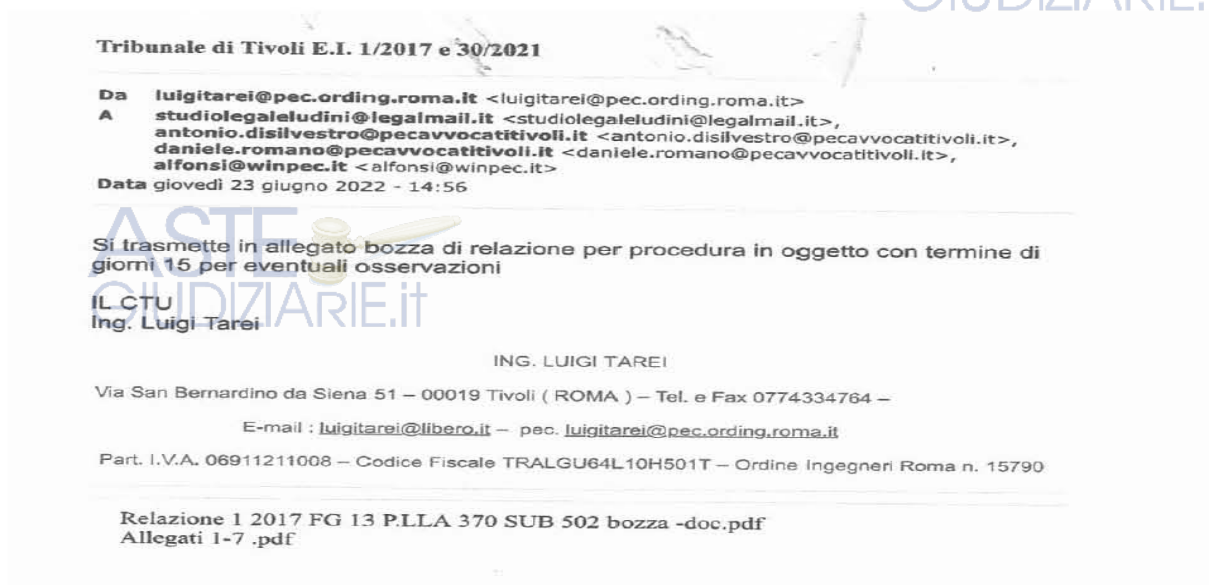 GIUDIZIARIE.
Tribunale di Tivoli E.I. 1/2017 e 30/2021
Da luigitarei@pec.ording.roma.it <luigitarei@pec.ording.roma.it>
A studiolegaleludini@legalmail.it <studiolegaleludini@legalmail.it>,
antonio.disilvestro@pecavvocatitivoli.it <antonio.disilvestro@pecavvocatitivoli.it>,
daniele.romano@pecavvocatitivoli.it <daniele.romano@pecavvocatitivoli.it>,
alfonsi@winpec.it <alfonsi@winpec.it>
Data giovedì 23 giugno 2022 - 14:56
ASTE
GIUDIZIARIE.it
Si trasmette in allegato bozza di relazione per procedura in oggetto con termine di
giorni 15 per eventuali osservazioni
IL CTU
Ing. Luigi Tarei
ING. LUIGI TAREI
Via San Bernardino da Siena 51 – 00019 Tivoli ( ROMA ) – Tel. e Fax 0774334764 –
E-mail : luigitarei@libero.it – pec. luigitarei@pec.ording.roma.it
Part. I.V.A. 06911211008 – Codice Fiscale TRALGU64L10H501T – Ordine Ingegneri Roma n. 15790
Relazione 1 2017 FG 13 P.LLA 370 SUB 502 bozza -doc.pdf
Allegati 1-7 .pdf